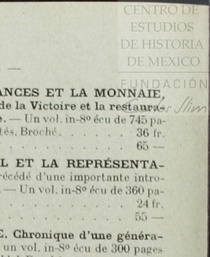 CENTRO DE
ESTUDIOS
DE HISTORIA
DE MEXICO
FUNDACIÓN
Carlos Slim
ANCES ET LA MONNAIE,
de la Victoire et la restaura-
e. — Un vol. in-8º écu de 745 pa-
tés. Broché. . . . . 36 fr.
. . . . . . . . 65 —
L ET LA REPRÉSENTA-
récédé d'une importante intro-
— Un vol. in-8º écu de 360 pa-
. . . . . . . . 24 fr.
. . . . . . . . 55 —
E. Chronique d'une généra-
un vol. in-8º écu de 300 pages